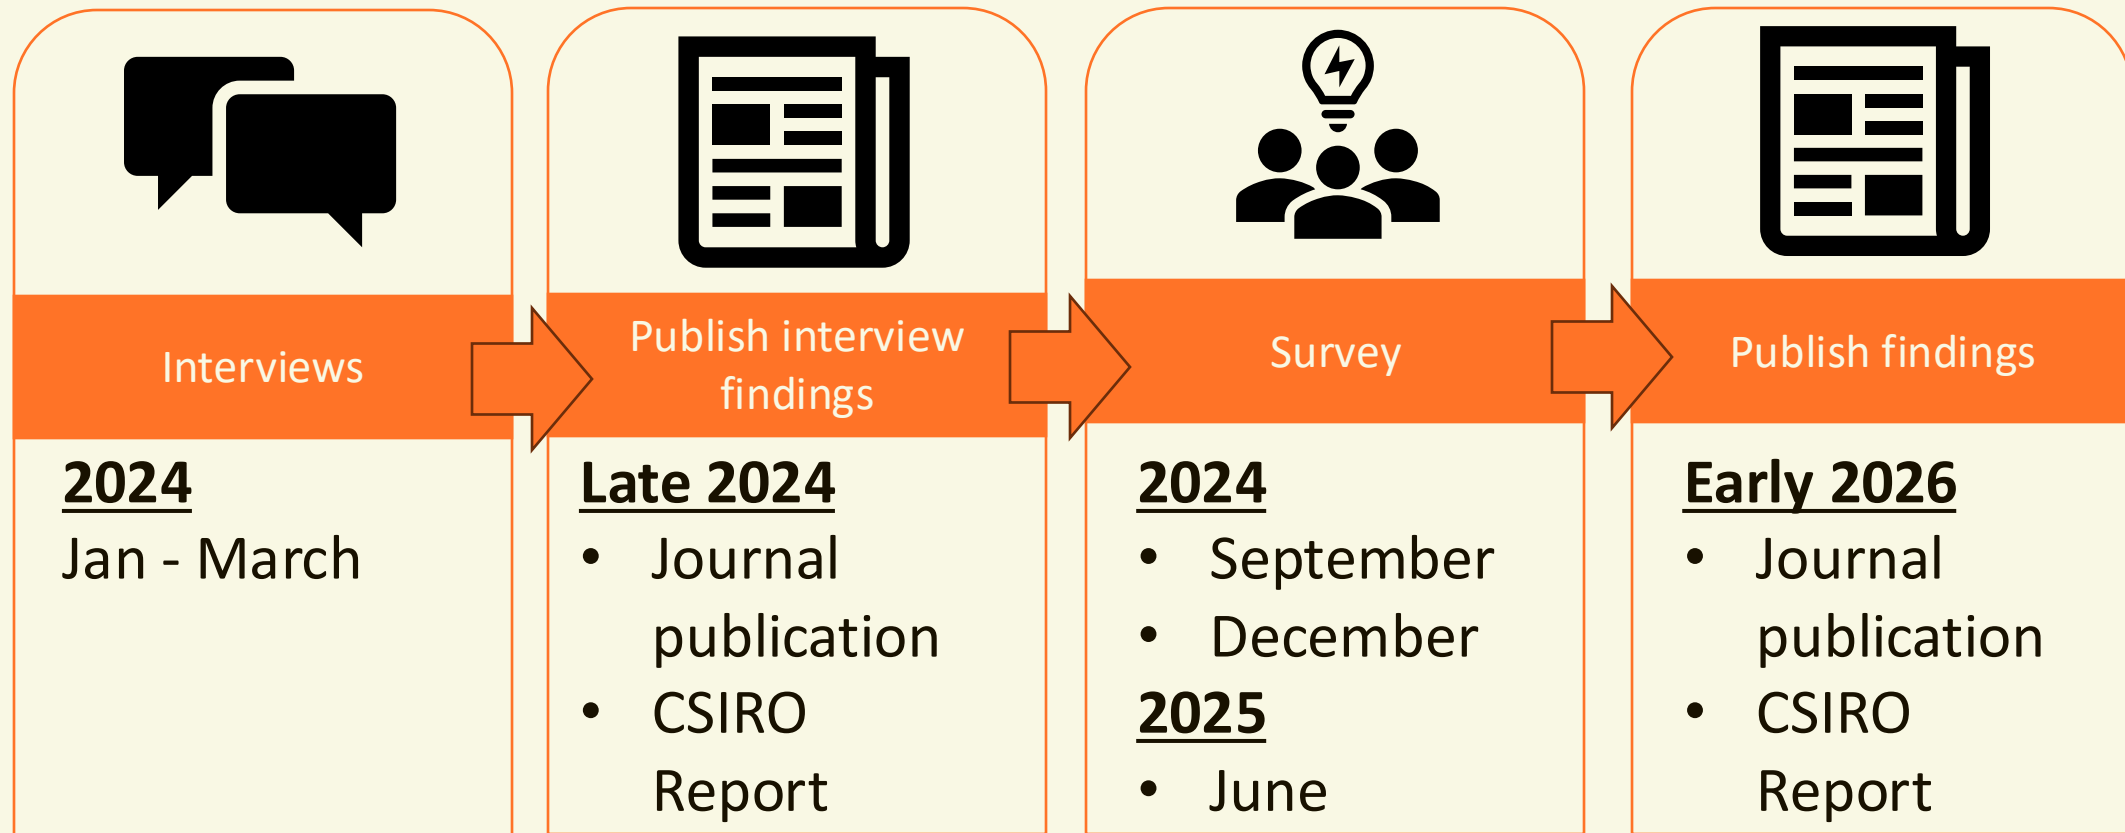 Interviews
2024
Jan - March
Publish interview
findings
Late 2024
• Journal
publication
• CSIRO
Report
Survey
2024
• September
• December
2025
• June
Publish findings
Early 2026
• Journal
publication
• CSIRO
Report